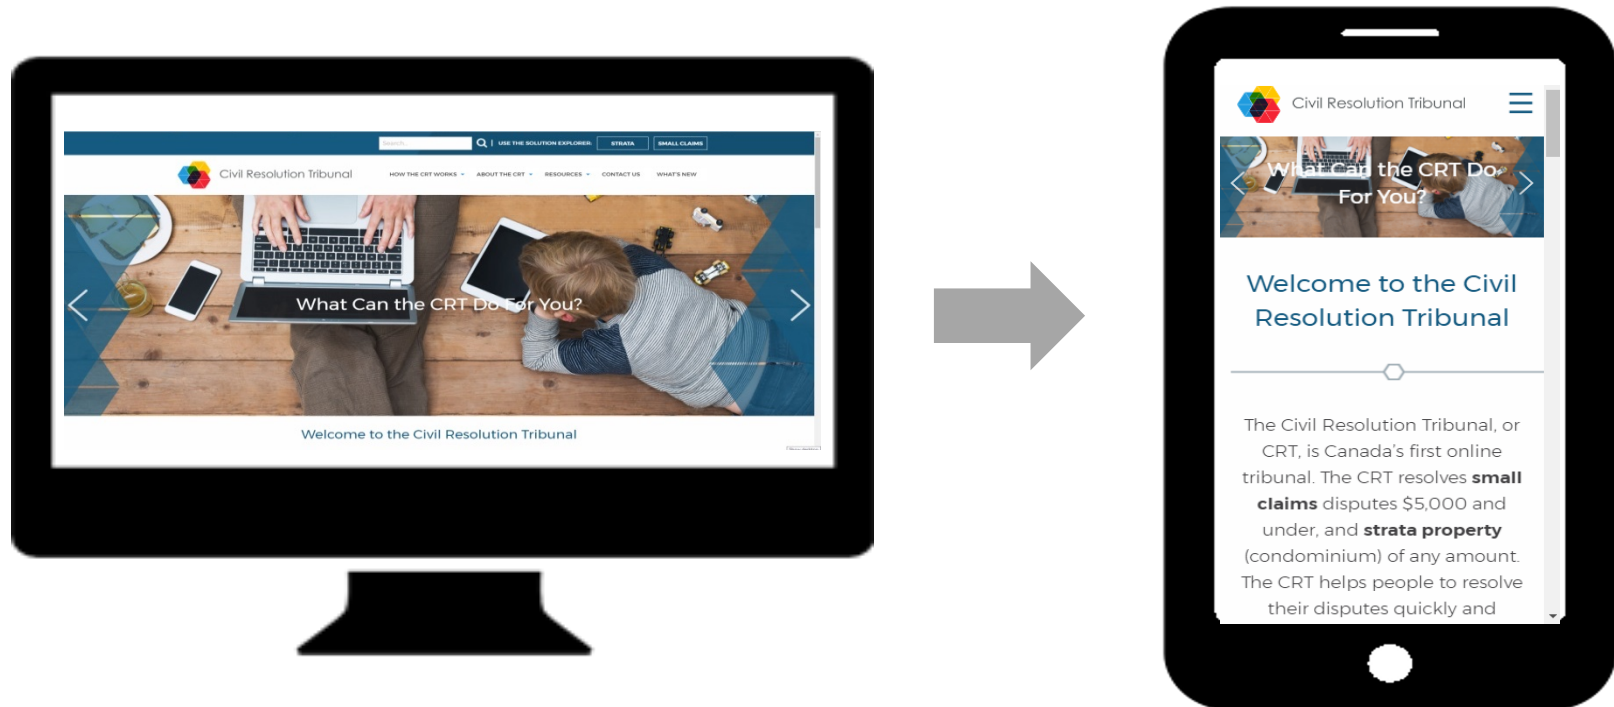 Search...
USE THE SOLUTION EXPLORER:
STRATA
SMALL CLAIMS
Civil Resolution Tribunal
HOW THE CRT WORKS
ABOUT THE CRT
RESOURCES
CONTACT US
WHAT'S NEW
What Can the CRT Do For You?
Welcome to the Civil Resolution Tribunal
Civil Resolution Tribunal
What Can the CRT Do
For You?
Welcome to the Civil
Resolution Tribunal
The Civil Resolution Tribunal, or
CRT, is Canada’s first online
tribunal. The CRT resolves small
claims disputes $5,000 and
under, and strata property
(condominium) of any amount.
The CRT helps people to resolve
their disputes quickly and